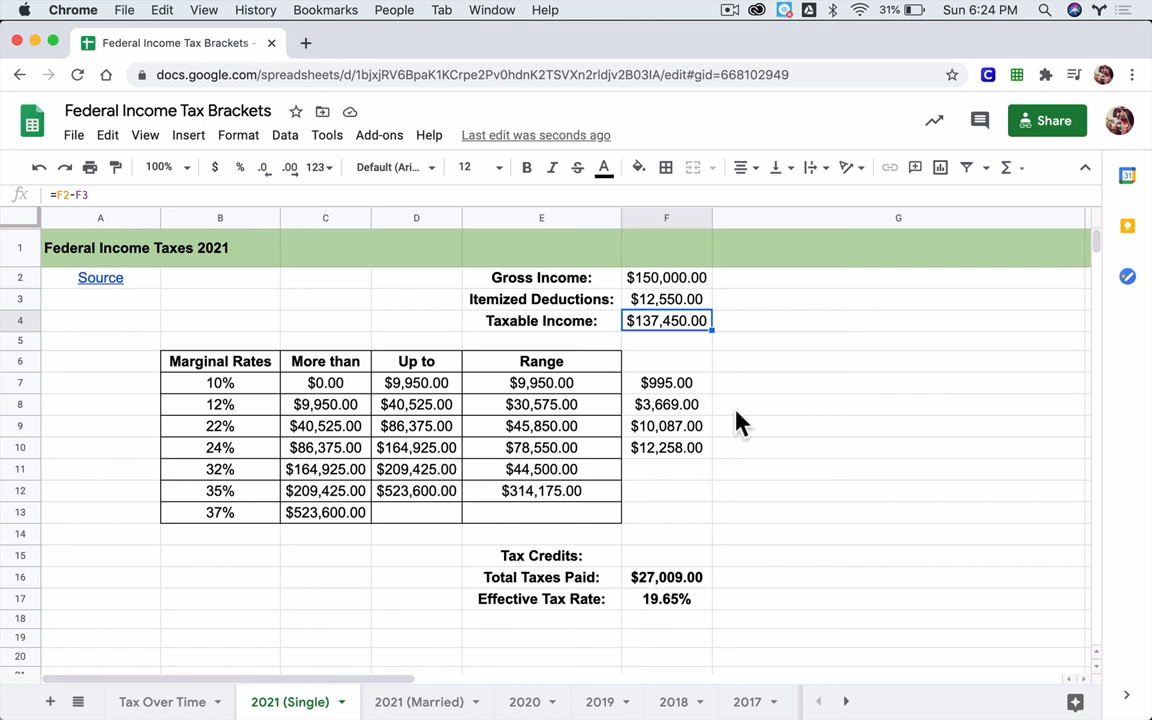 Chrome File Edit View History Bookmarks People Tab Window Help 31% Sun 6:24 PM
Federal Income Tax Brackets -
docs.google.com/spreadsheets/d/1bjxjRV6BpaK1KCrpe2Pv0hdnK2TSVXn2rldjv2B03IA/edit#gid=668102949
Federal Income Tax Brackets
File Edit View Insert Format Data Tools Add-ons Help Last edit was seconds ago
Share
100% $ % .0 .00 123 Default (Ari... 12 B I S A
fx =F2-F3
A B C D E F G
1 Federal Income Taxes 2021
2 Source Gross Income: $150,000.00
3 Itemized Deductions: $12,550.00
4 Taxable Income: $137,450.00
5
6 Marginal Rates More than Up to Range
7 10% $0.00 $9,950.00 $9,950.00 $995.00
8 12% $9,950.00 $40,525.00 $30,575.00 $3,669.00
9 22% $40,525.00 $86,375.00 $45,850.00 $10,087.00
10 24% $86,375.00 $164,925.00 $78,550.00 $12,258.00
11 32% $164,925.00 $209,425.00 $44,500.00
12 35% $209,425.00 $523,600.00 $314,175.00
13 37% $523,600.00
14
15 Tax Credits:
16 Total Taxes Paid: $27,009.00
17 Effective Tax Rate: 19.65%
18
19
20
Tax Over Time 2021 (Single) 2021 (Married) 2020 2019 2018 2017